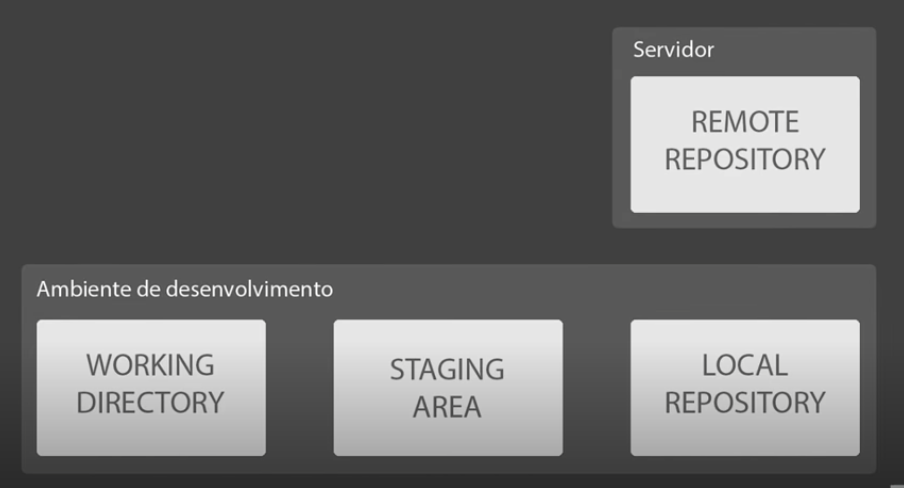 Servidor
REMOTE
REPOSITORY
Ambiente de desenvolvimento
WORKING
DIRECTORY
STAGING
AREA
LOCAL
REPOSITORY